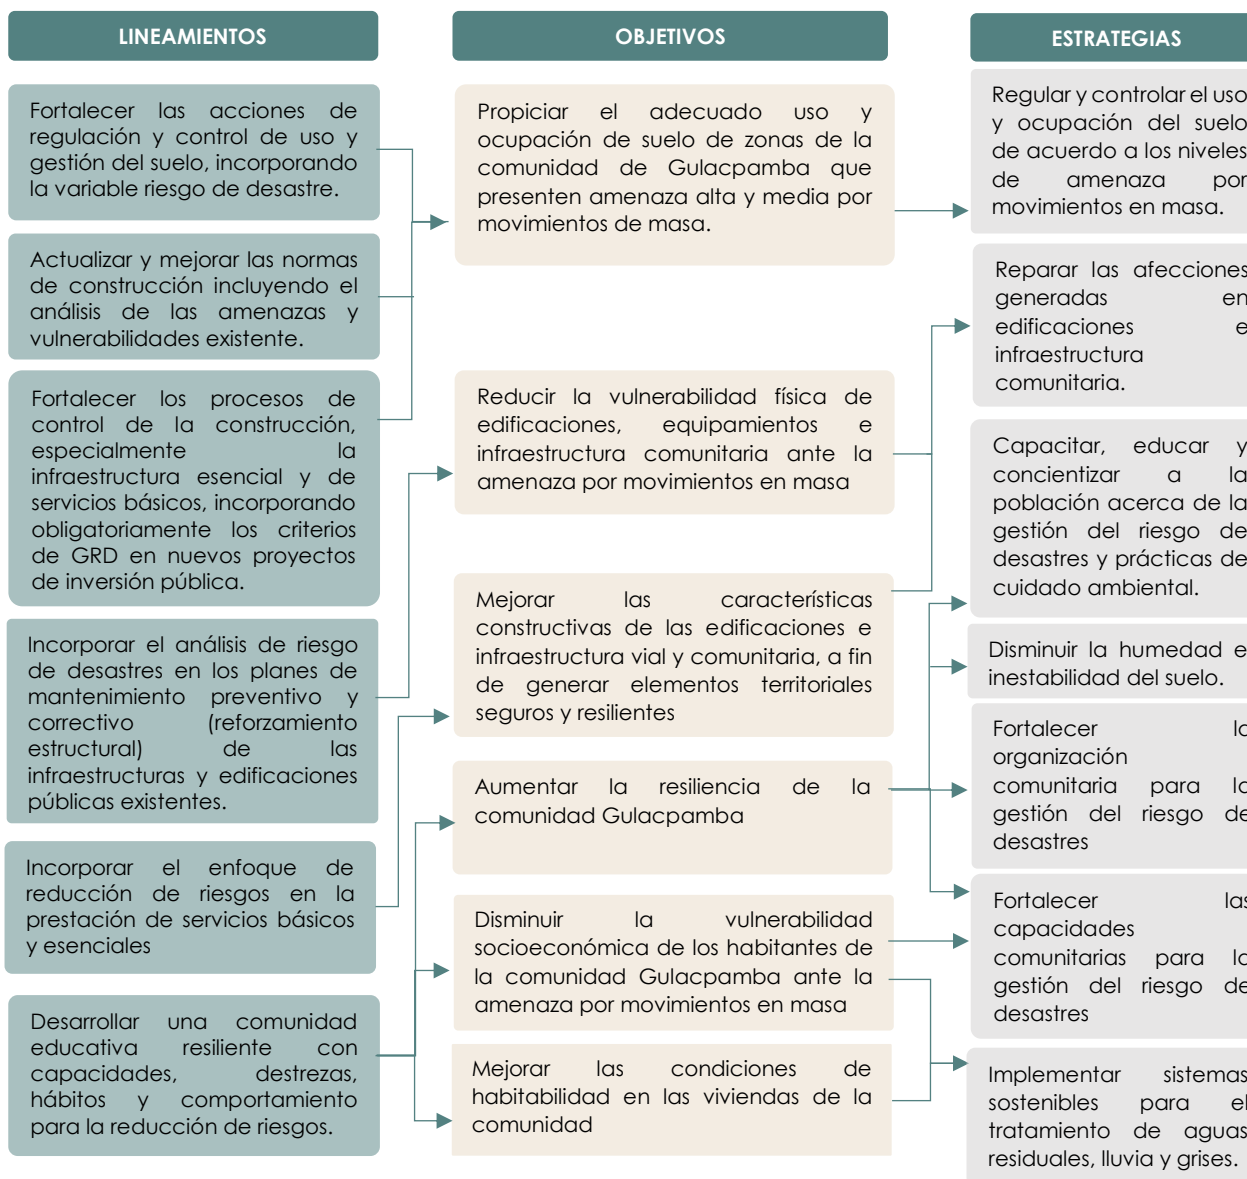 LINEAMIENTOS
Fortalecer las acciones de
regulación y control de uso y
gestión del suelo, incorporando
la variable riesgo de desastre.
Actualizar y mejorar las normas
de construcción incluyendo el
análisis de las amenazas y
vulnerabilidades existente.
Fortalecer los procesos de
control de la construcción,
especialmente la
infraestructura esencial y de
servicios básicos, incorporando
obligatoriamente los criterios
de GRD en nuevos proyectos
de inversión pública.
Incorporar el análisis de riesgo
de desastres en los planes de
mantenimiento preventivo y
correctivo (reforzamiento
estructural) de las
infraestructuras y edificaciones
públicas existentes.
Incorporar el enfoque de
reducción de riesgos en la
prestación de servicios básicos
y esenciales
Desarrollar una comunidad
educativa resiliente con
capacidades, destrezas,
hábitos y comportamiento
para la reducción de riesgos.
OBJETIVOS
Propiciar el adecuado uso y
ocupación de suelo de zonas de la
comunidad de Gulacpamba que
presenten amenaza alta y media por
movimientos de masa.
Reducir la vulnerabilidad física de
edificaciones, equipamientos e
infraestructura comunitaria ante la
amenaza por movimientos en masa
Mejorar las características
constructivas de las edificaciones e
infraestructura vial y comunitaria, a fin
de generar elementos territoriales
seguros y resilientes
Aumentar la resiliencia de la
comunidad Gulacpamba
Disminuir la vulnerabilidad
socioeconómica de los habitantes de
la comunidad Gulacpamba ante la
amenaza por movimientos en masa
Mejorar las condiciones de
habitabilidad en las viviendas de la
comunidad
ESTRATEGIAS
Regular y controlar el uso
y ocupación del suelo
de acuerdo a los niveles
de amenaza por
movimientos en masa.
Reparar las afecciones
generadas en
edificaciones e
infraestructura
comunitaria.
Capacitar, educar y
concientizar a la
población acerca de la
gestión del riesgo de
desastres y prácticas de
cuidado ambiental.
Disminuir la humedad e
inestabilidad del suelo.
Fortalecer la
organización
comunitaria para la
gestión del riesgo de
desastres
Fortalecer las
capacidades
comunitarias para la
gestión del riesgo de
desastres
Implementar sistemas
sostenibles para el
tratamiento de aguas
residuales, lluvia y grises.